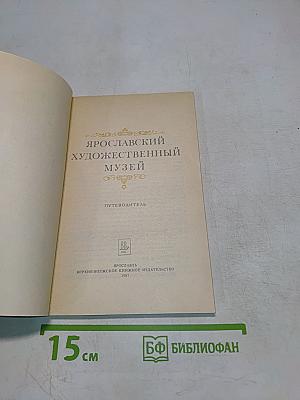 ЯРОСЛАВСКИЙ
ХУДОЖЕСТВЕННЫЙ
МУЗЕЙ
ПУТЕВОДИТЕЛЬ
ЯРОСЛАВЛЬ
ВЕРХНЕ-ВОЛЖСКОЕ КНИЖНОЕ ИЗДАТЕЛЬСТВО
15 см
БФ БИБЛИОФАН